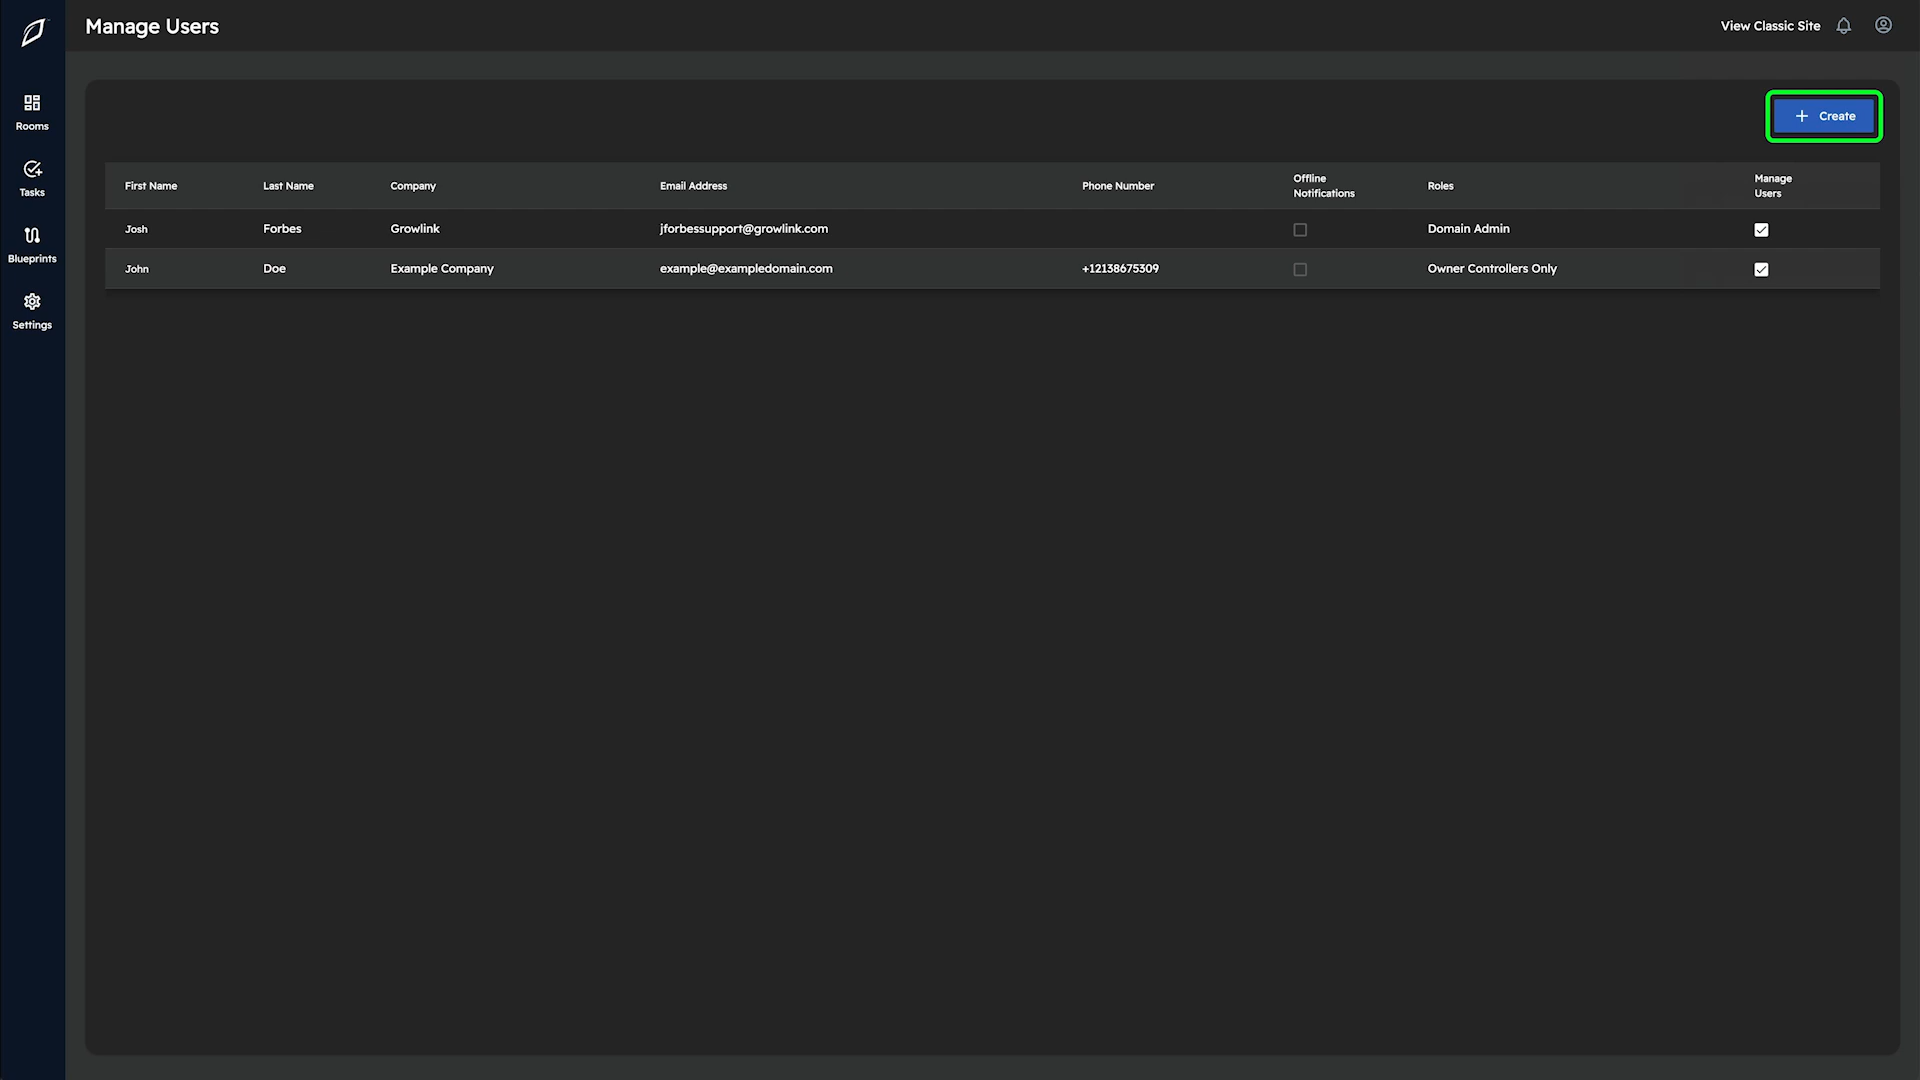 Manage Users
View Classic Site
Rooms
Tasks
Blueprints
Settings
Create
First Name Last Name Company Email Address Phone Number Offline Notifications Roles Manage Users
Josh Forbes Growlink jforbessupport@growlink.com Domain Admin
John Doe Example Company example@exampledomain.com +12138675309 Owner Controllers Only